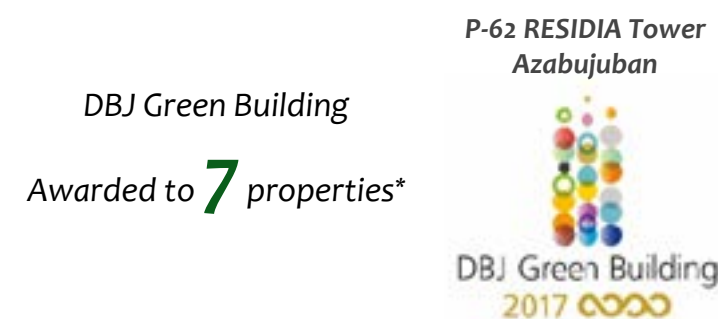 DBJ Green Building
Awarded to 7 properties*
P-62 RESIDIA Tower
Azabujuban
DBJ Green Building
2017